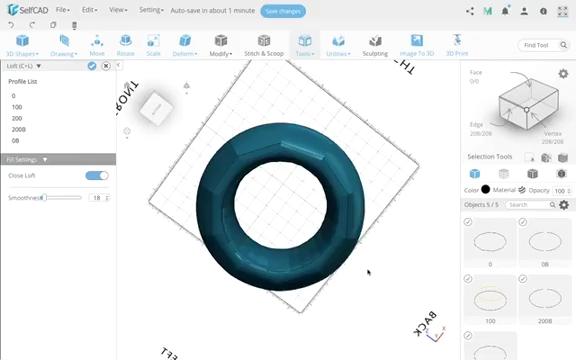 SelfCAD
File
Edit
View
Setting
Auto-save in about 1 minute
Save changes
3D Shapes
Drawing
Move
Rotate
Scale
Deform
Modify
Stitch & Scoop
Tools
Utilities
Sculpting
Image To 3D
3D Print
Find Tool
Loft (C+L)
Profile List
0
100
200
200B
0B
Fill Settings
Close Loft
Smoothness
18
FRONT
RIGHT
BACK
LEFT
Face
0/0
Edge
208/208
Vertex
208/208
Selection Tools
Color
Material
Opacity
100
Objects 5 / 5
Search
0
0B
100
200B